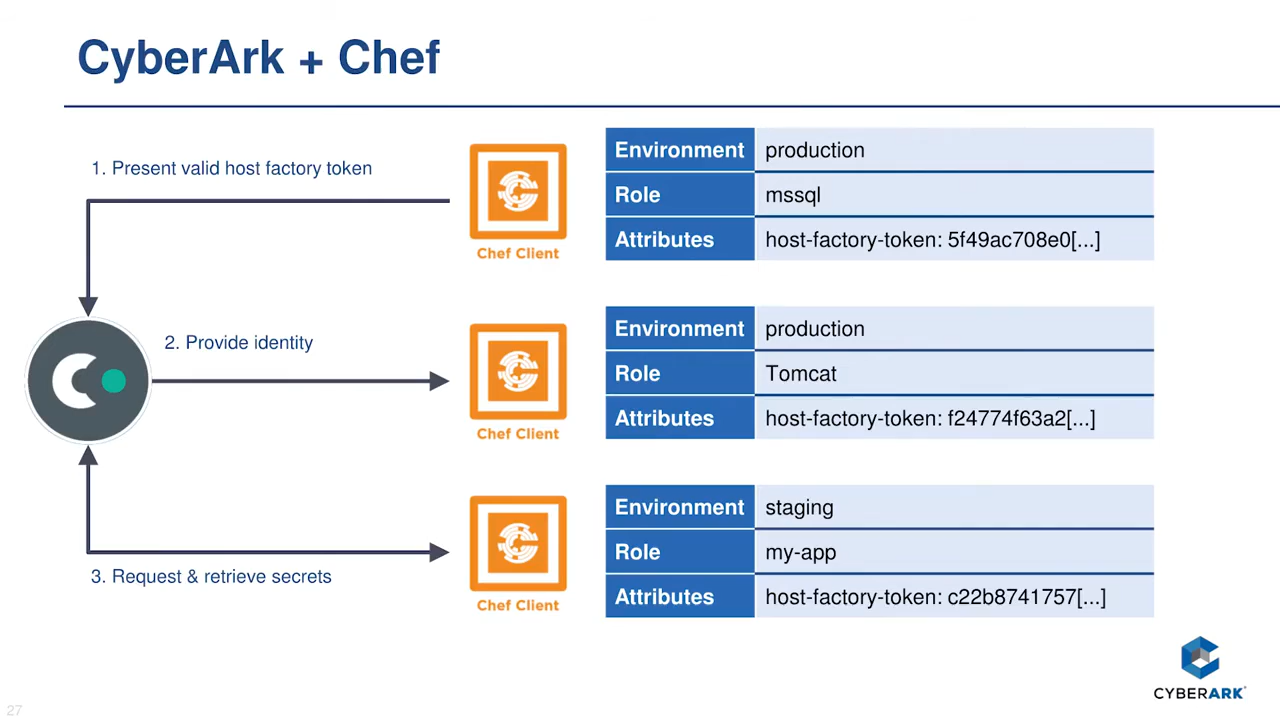 CyberArk + Chef
1. Present valid host factory token
Chef Client
Environment production
Role mssql
Attributes host-factory-token: 5f49ac708e0[...]
2. Provide identity
Chef Client
Environment production
Role Tomcat
Attributes host-factory-token: f24774f63a2[...]
3. Request & retrieve secrets
Chef Client
Environment staging
Role my-app
Attributes host-factory-token: c22b8741757[...]
CYBERARK
27